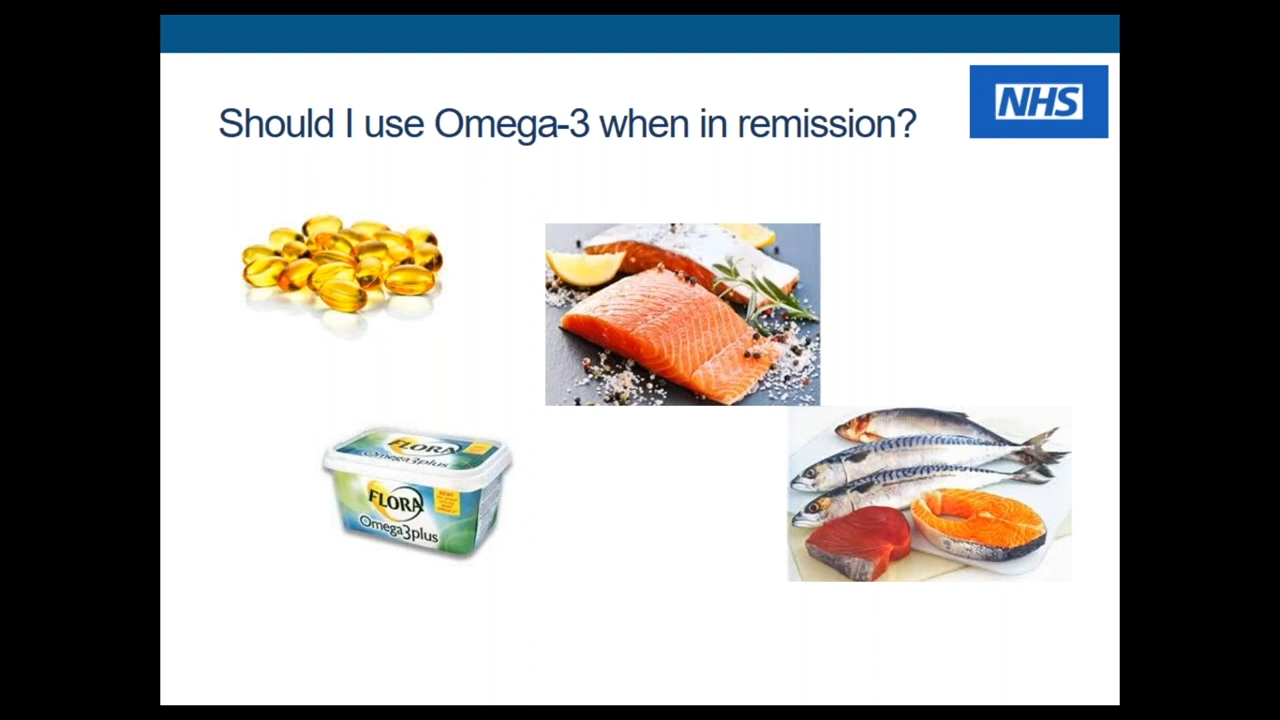 Should I use Omega-3 when in remission?
NHS
FLORA
Omega3plus
FLORA
Omega3plus